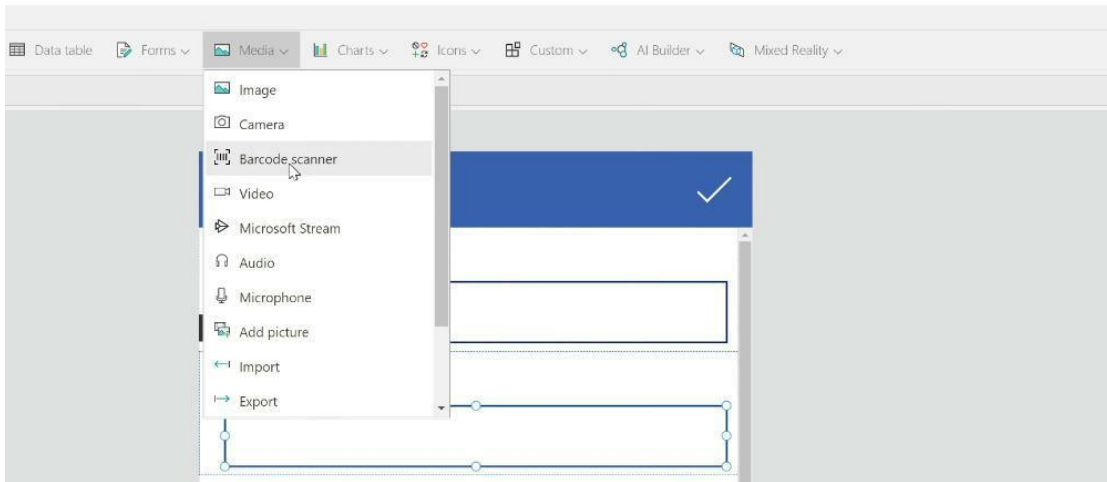 Data table Forms Media Charts Icons Custom AI Builder Mixed Reality
Image
Camera
Barcode scanner
Video
Microsoft Stream
Audio
Microphone
Add picture
Import
Export